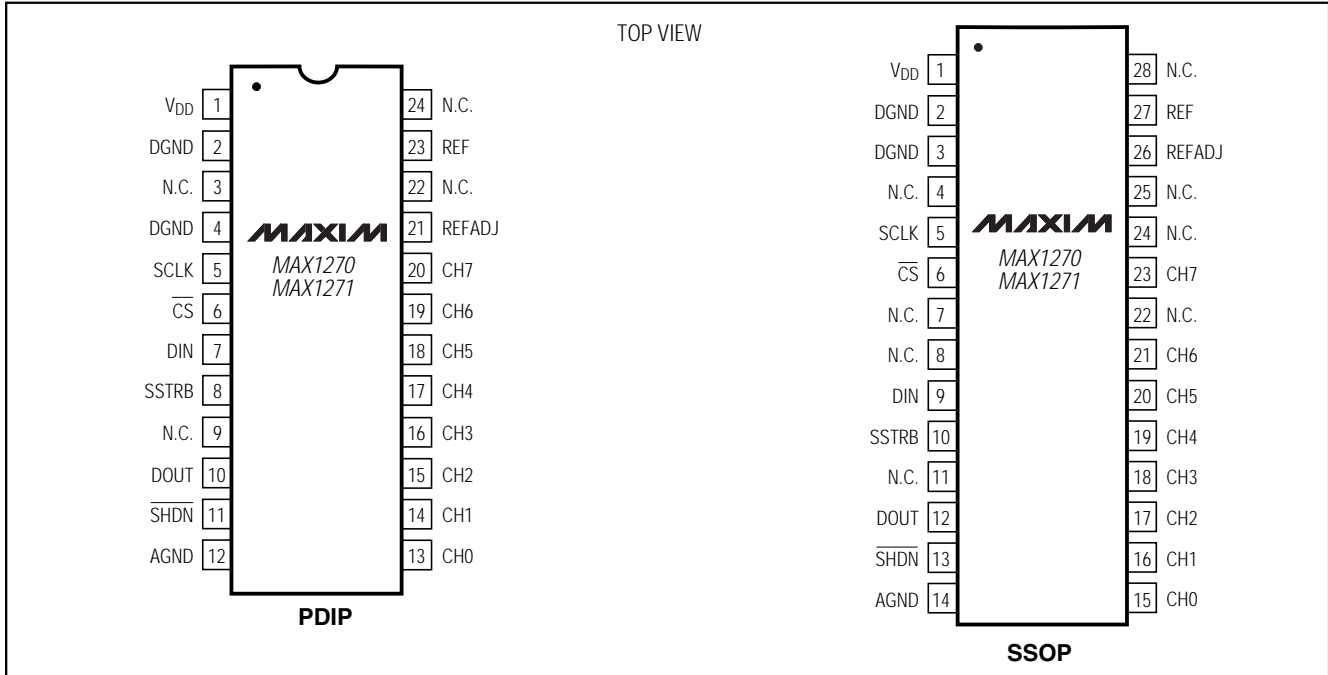 TOP VIEW
VDD 1
DGND 2
N.C. 3
DGND 4
SCLK 5
C̅S̅ 6
DIN 7
SSTRB 8
N.C. 9
DOUT 10
S̅H̅D̅N̅ 11
AGND 12
MAXIM
MAX1270
MAX1271
24 N.C.
23 REF
22 N.C.
21 REFADJ
20 CH7
19 CH6
18 CH5
17 CH4
16 CH3
15 CH2
14 CH1
13 CH0
PDIP
VDD 1
DGND 2
DGND 3
N.C. 4
SCLK 5
C̅S̅ 6
N.C. 7
N.C. 8
DIN 9
SSTRB 10
N.C. 11
DOUT 12
S̅H̅D̅N̅ 13
AGND 14
MAXIM
MAX1270
MAX1271
28 N.C.
27 REF
26 REFADJ
25 N.C.
24 N.C.
23 CH7
22 N.C.
21 CH6
20 CH5
19 CH4
18 CH3
17 CH2
16 CH1
15 CH0
SSOP